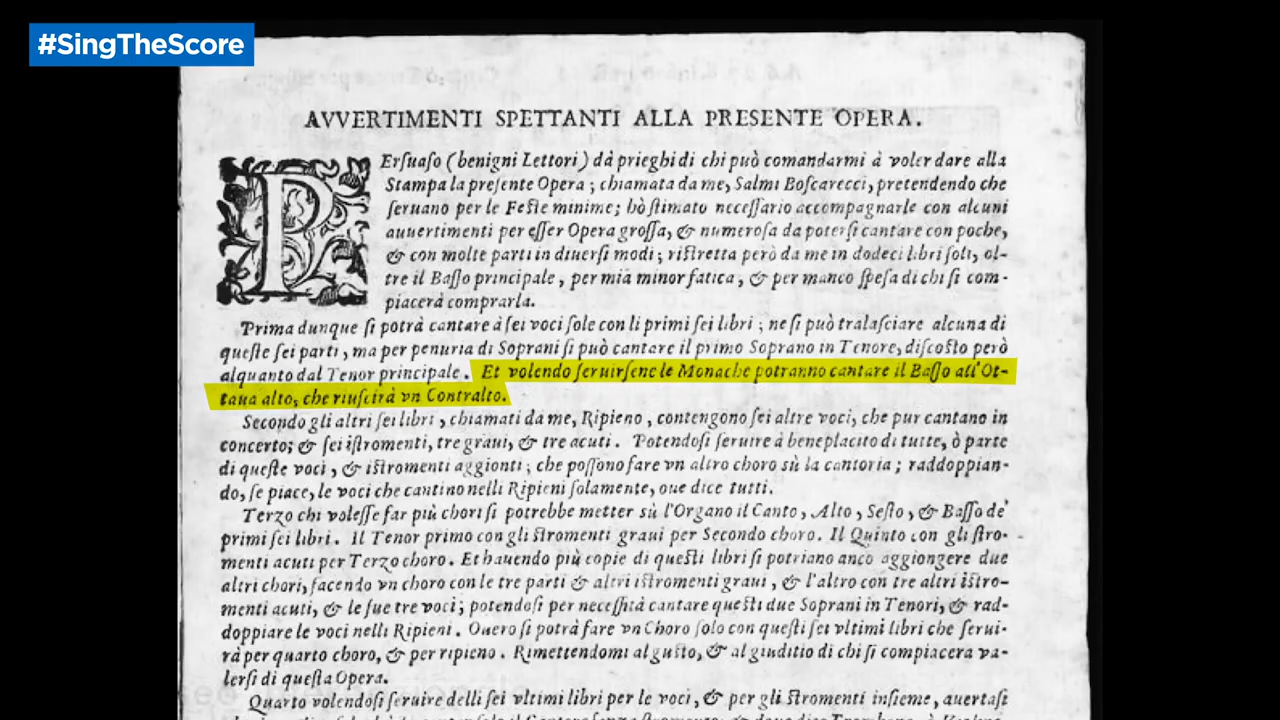 #SingTheScore
AVVERTIMENTI SPETTANTI ALLA PRESENTE OPERA.
PErſuaſo (benigni Lettori) dà prieghi di chi può comandarmi à voler dare alla
Stampa la preſente Opera; chiamata da me, Salmi Boſcarecci, pretendendo che
ſeruano per le Feſte minime; hò ſtimato neceſſario accompagnarle con alcuni
auuertimenti per eſſer Opera groſſa, & numeroſa da poterſi cantare con poche,
& con molte parti in diuerſi modi; riſtretta però da me in dodeci libri ſoli, ol-
tre il Baſſo principale, per mia minor fatica, & per manco ſpeſa di chi ſi com-
piacerà comprarla.
Prima dunque ſi potrà cantare à ſei voci ſole con li primi ſei libri; ne ſi può tralaſciare alcuna di
queſte ſei parti, ma per penuria di Soprani ſi può cantare il primo Soprano in Tenore, diſcoſto però
alquanto dal Tenor principale. Et volendo ſeruirſene le Monache potranno cantare il Baſſo all'Ot-
taua alto, che riuſcirà vn Contralto.
Secondo gli altri ſei libri, chiamati da me, Ripieno, contengono ſei altre voci, che pur cantano in
concerto; & ſei iſtromenti, tre graui, & tre acuti. Potendoſi ſeruire à beneplacito di tutte, ò parte
di queſte voci, & iſtromenti aggionti; che poſſono fare vn altro choro sù la cantoria; raddoppian-
do, ſe piace, le voci che cantino nelli Ripieni ſolamente, oue dice tutti.
Terzo chi voleſſe far più chori ſi potrebbe metter sù l'Organo il Canto, Alto, Seſto, & Baſſo de'
primi ſei libri. Il Tenor primo con gli ſtromenti graui per Secondo choro. Il Quinto con gli ſtro-
menti acuti per Terzo choro. Et hauendo più copie di queſti libri ſi potriano anco aggiongere due
altri chori, facendo vn choro con le tre parti & altri iſtromenti graui, & l'altro con tre altri iſtro-
menti acuti, & le ſue tre voci; potendoſi per neceſſità cantare queſti due Soprani in Tenori, & rad-
doppiare le voci nelli Ripieni. Ouero ſi potrà fare vn Choro ſolo con queſti ſei vltimi libri che ſerui-
rà per quarto choro, & per ripieno. Rimettendomi al guſto, & al giuditio di chi ſi compiacera va-
lerſi di queſta Opera.
Quarto volendoſi ſeruire delli ſei vltimi libri per le voci, & per gli ſtromenti inſieme, auertaſi